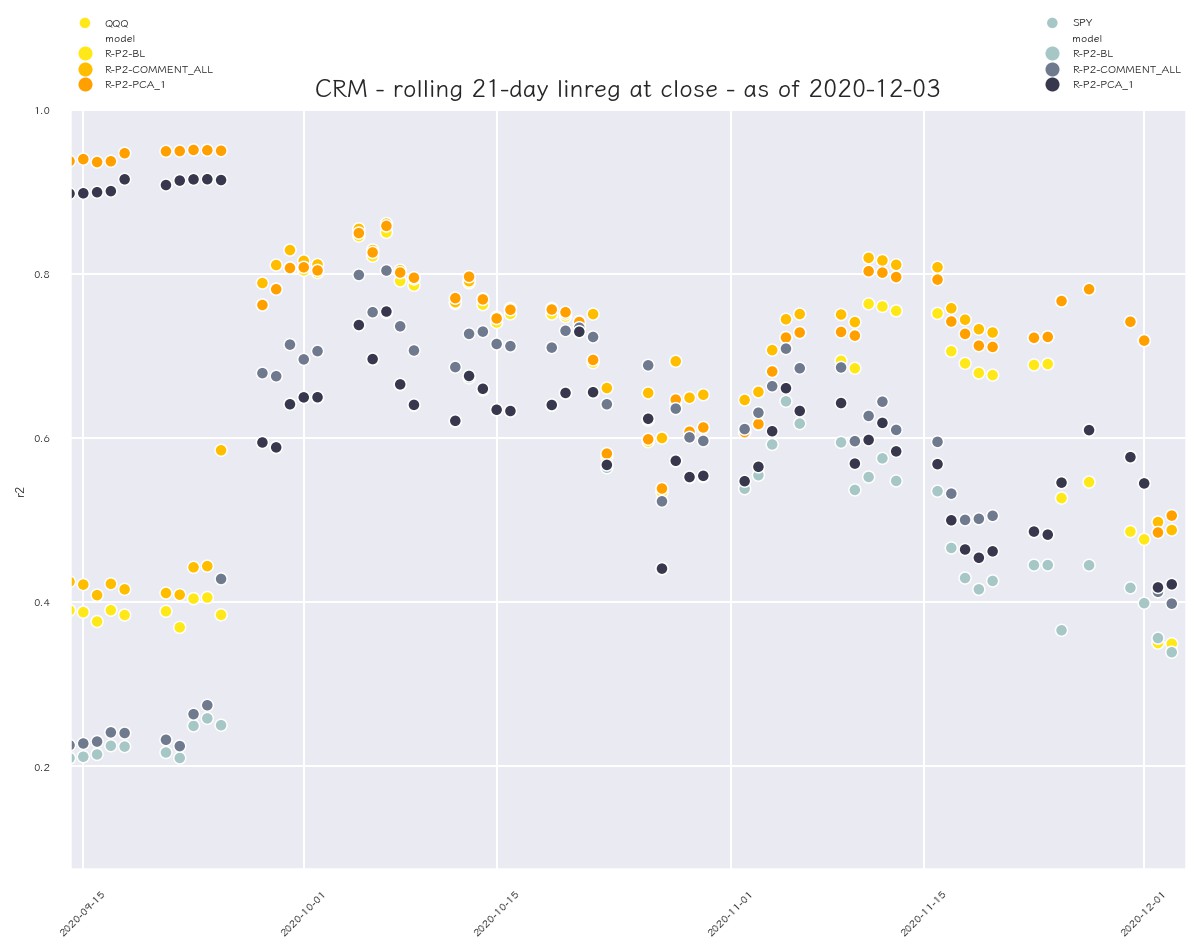 QQQ
model
R-P2-BL
R-P2-COMMENT_ALL
R-P2-PCA_1
SPY
model
R-P2-BL
R-P2-COMMENT_ALL
R-P2-PCA_1
CRM - rolling 21-day linreg at close - as of 2020-12-03
1.0
0.8
0.6
r2
0.4
0.2
2020-09-15
2020-10-01
2020-10-15
2020-11-01
2020-11-15
2020-12-01